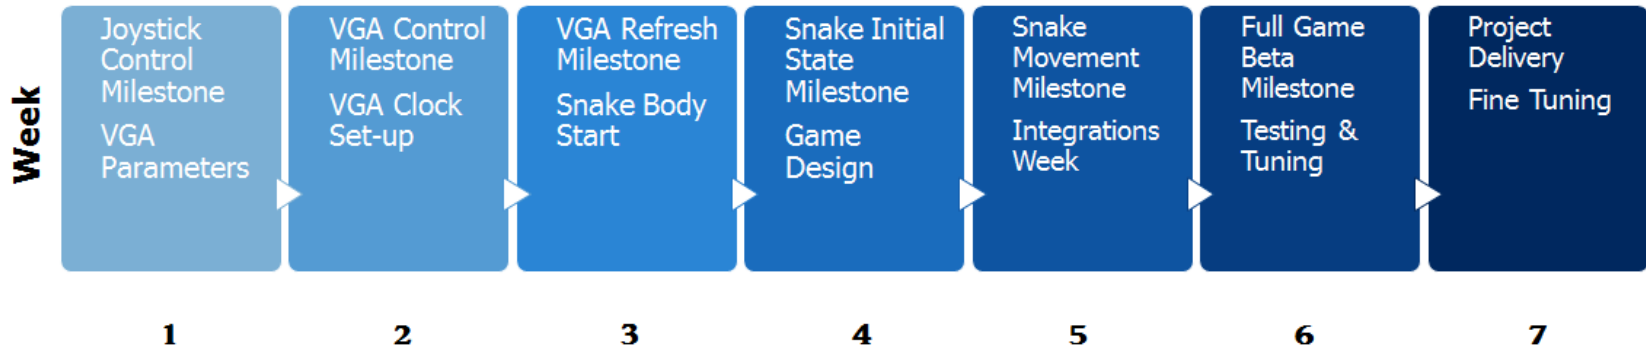 Week
Joystick
Control
Milestone
VGA
Parameters
VGA Control
Milestone
VGA Clock
Set-up
VGA Refresh
Milestone
Snake Body
Start
Snake Initial
State
Milestone
Game
Design
Snake
Movement
Milestone
Integrations
Week
Full Game
Beta
Milestone
Testing &
Tuning
Project
Delivery
Fine Tuning
1 2 3 4 5 6 7